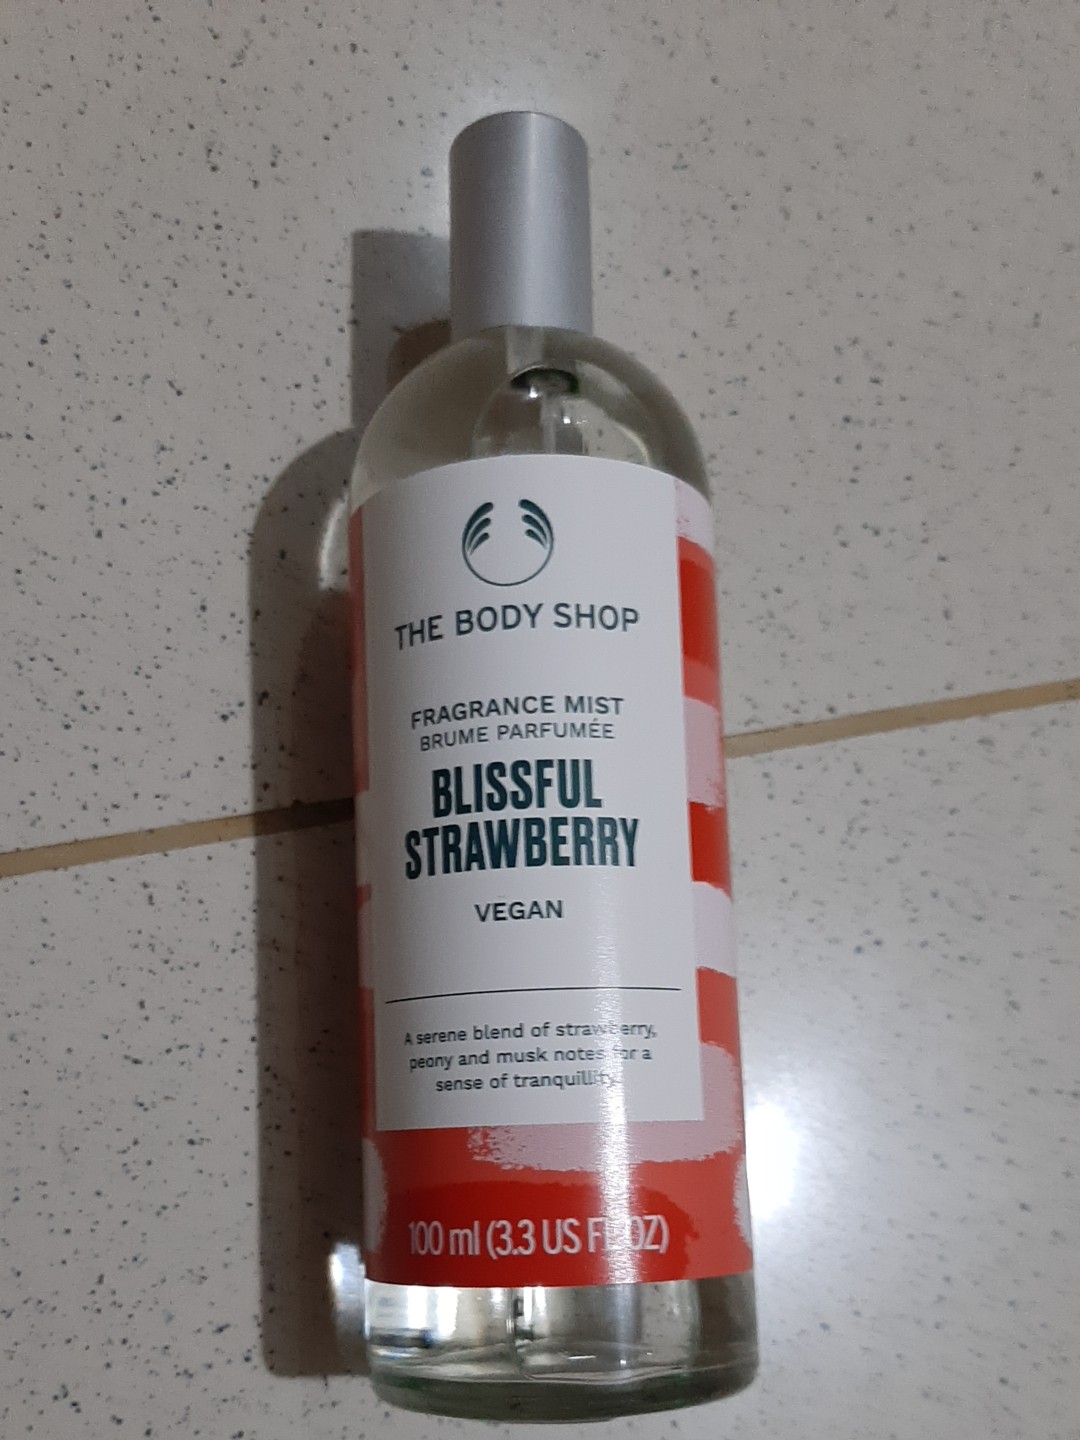 THE BODY SHOP
FRAGRANCE MIST
BRUME PARFUMÉE
BLISSFUL
STRAWBERRY
VEGAN
A serene blend of strawberry,
peony and musk notes for a
sense of tranquillity.
100 ml (3.3 US FL OZ)